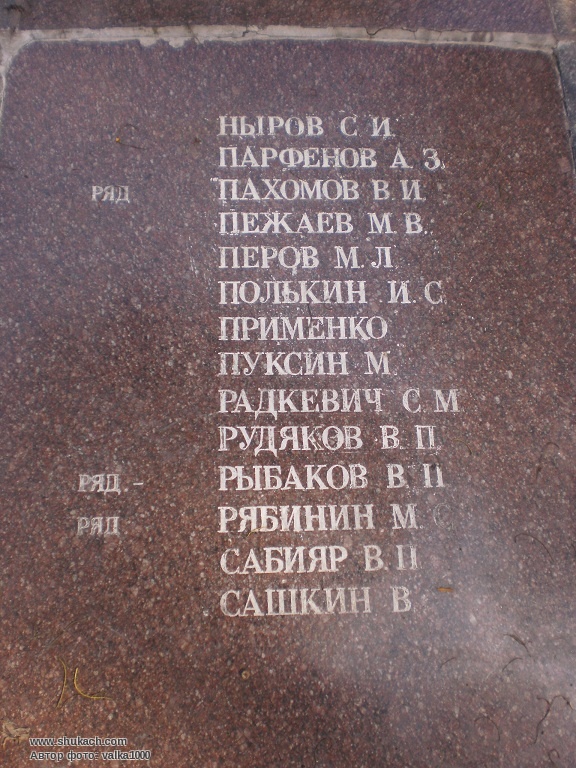 НЫРОВ С. И.
ПАРФЕНОВ А. З.
РЯД ПАХОМОВ В. И.
ПЕЖАЕВ М. В.
ПЕРОВ М. Л.
ПОЛЬКИН И. С.
ПРИМЕНКО
ПУКСИН М.
РАДКЕВИЧ С. М.
РУДЯКОВ В. П.
РЯД - РЫБАКОВ В. П
РЯД РЯБИНИН М. С
САБИЯР В. П
САШКИН В
www.shukach.com
Автор фото: valka1000